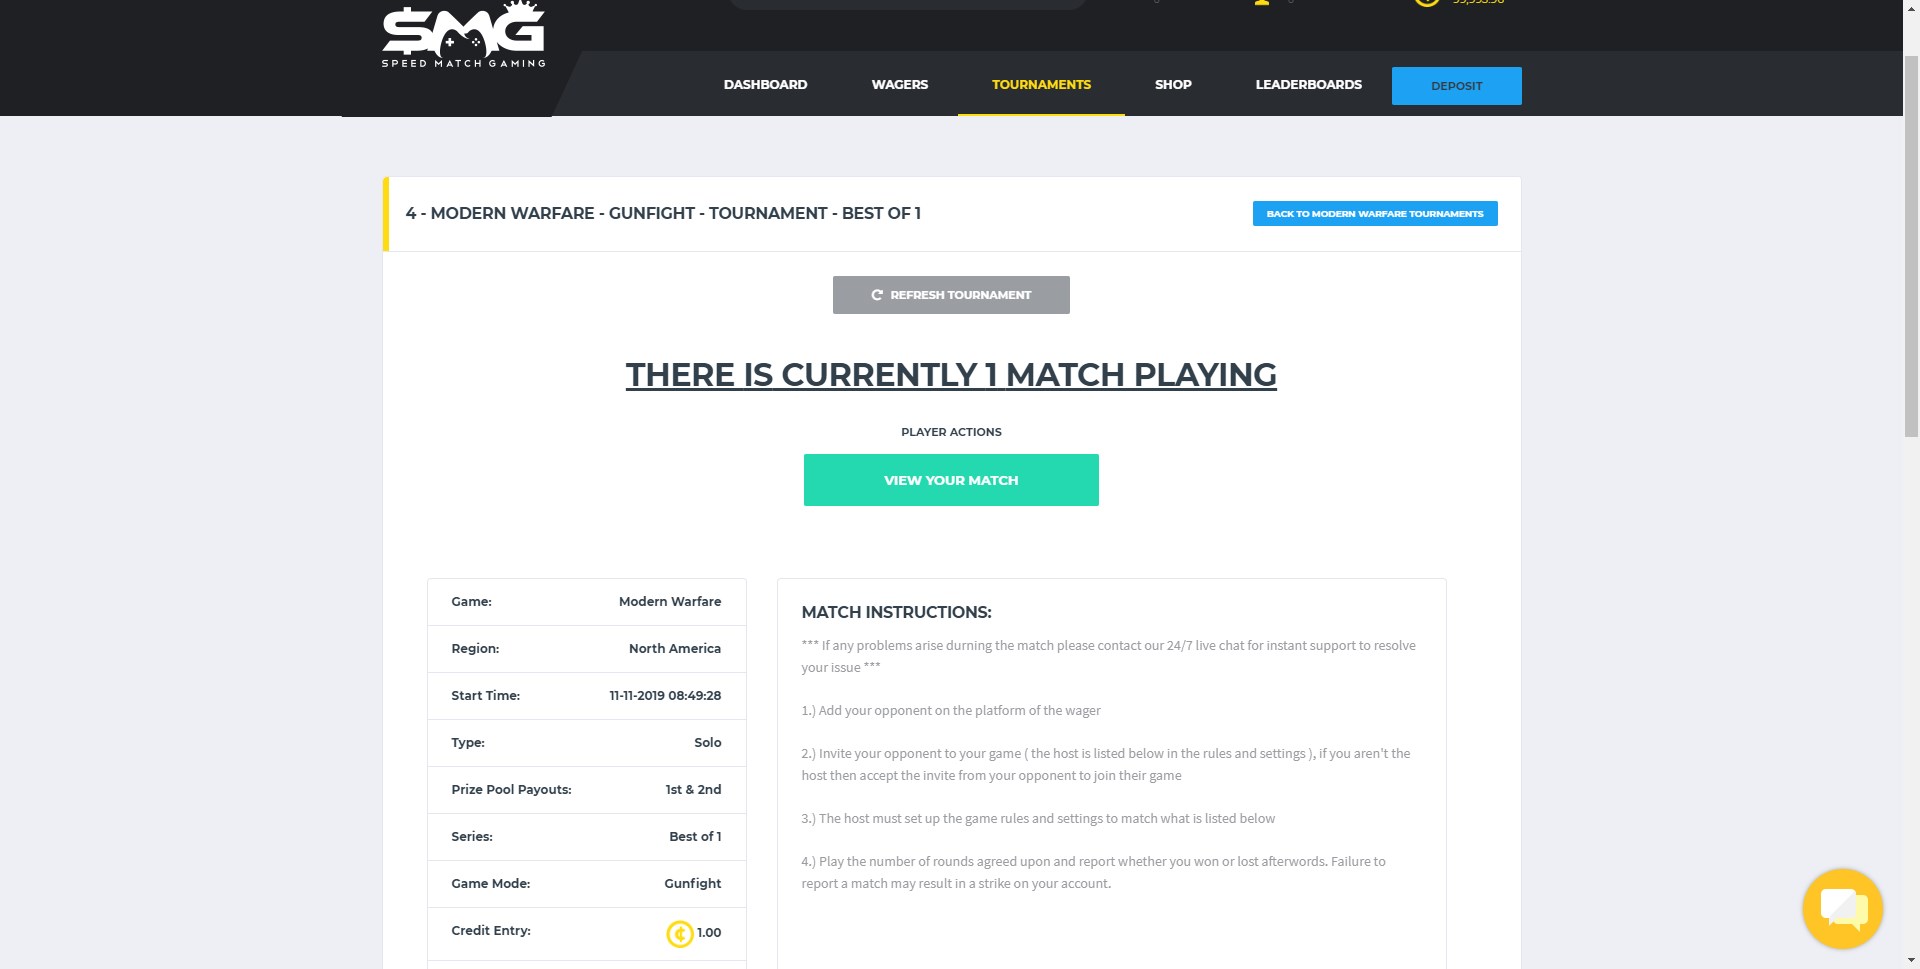 SMG
SPEED MATCH GAMING
DASHBOARD
WAGERS
TOURNAMENTS
SHOP
LEADERBOARDS
DEPOSIT
4 - MODERN WARFARE - GUNFIGHT - TOURNAMENT - BEST OF 1
BACK TO MODERN WARFARE TOURNAMENTS
REFRESH TOURNAMENT
THERE IS CURRENTLY 1 MATCH PLAYING
PLAYER ACTIONS
VIEW YOUR MATCH
Game: Modern Warfare
Region: North America
Start Time: 11-11-2019 08:49:28
Type: Solo
Prize Pool Payouts: 1st & 2nd
Series: Best of 1
Game Mode: Gunfight
Credit Entry: 1.00
MATCH INSTRUCTIONS:
*** If any problems arise durning the match please contact our 24/7 live chat for instant support to resolve
your issue ***
1.) Add your opponent on the platform of the wager
2.) Invite your opponent to your game ( the host is listed below in the rules and settings ), if you aren't the
host then accept the invite from your opponent to join their game
3.) The host must set up the game rules and settings to match what is listed below
4.) Play the number of rounds agreed upon and report whether you won or lost afterwords. Failure to
report a match may result in a strike on your account.